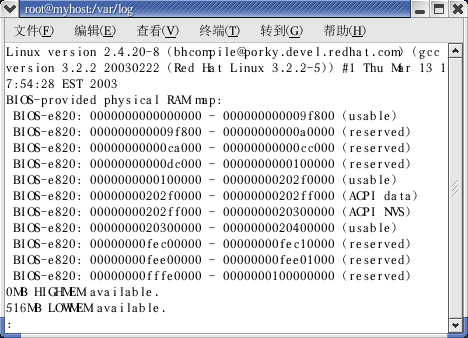 root@myhost:/var/log
文件(F) 编辑(E) 查看(V) 终端(T) 转到(G) 帮助(H)
Linux version 2.4.20-8 (bhcompile@porky.devel.redhat.com) (gcc
version 3.2.2 20030222 (Red Hat Linux 3.2.2-5)) #1 Thu Mar 13 1
7:54:28 EST 2003
BIOS-provided physical RAM map:
BIOS-e820: 0000000000000000 - 000000000009f800 (usable)
BIOS-e820: 000000000009f800 - 00000000000a0000 (reserved)
BIOS-e820: 00000000000ca000 - 00000000000cc000 (reserved)
BIOS-e820: 00000000000dc000 - 0000000000100000 (reserved)
BIOS-e820: 0000000000100000 - 00000000202f0000 (usable)
BIOS-e820: 00000000202f0000 - 00000000202ff000 (ACPI data)
BIOS-e820: 00000000202ff000 - 0000000020300000 (ACPI NVS)
BIOS-e820: 0000000020300000 - 0000000020400000 (usable)
BIOS-e820: 00000000fec00000 - 00000000fec10000 (reserved)
BIOS-e820: 00000000fee00000 - 00000000fee01000 (reserved)
BIOS-e820: 00000000fffe0000 - 0000000100000000 (reserved)
0MB HIGHMEM available.
516MB LOWMEM available.
: